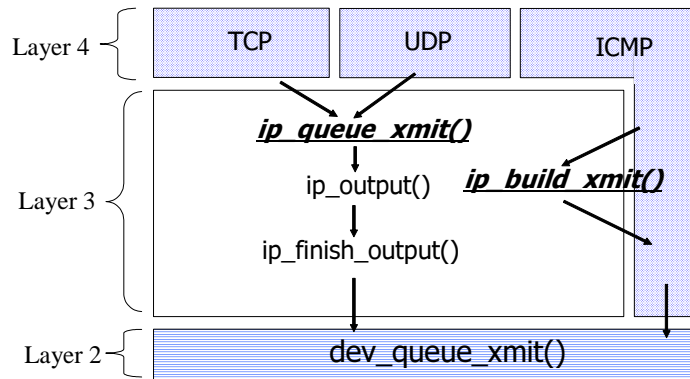 Layer 4
TCP
UDP
ICMP
ip_queue_xmit()
Layer 3
ip_output()
ip_build_xmit()
ip_finish_output()
Layer 2
dev_queue_xmit()